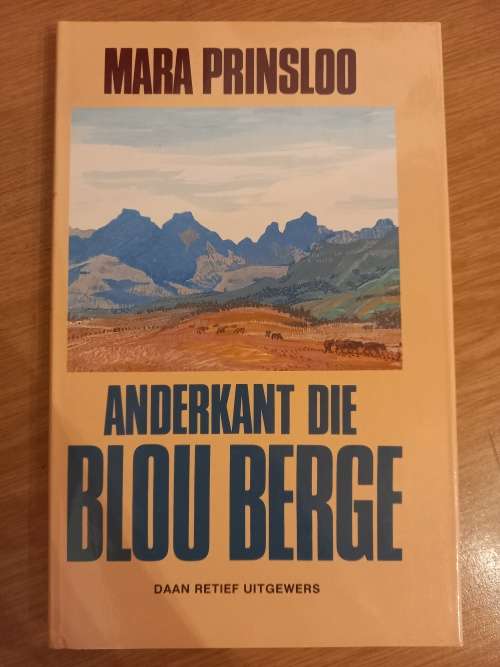 MARA PRINSLOO
ANDERKANT DIE
BLOU BERGE
DAAN RETIEF UITGEWERS